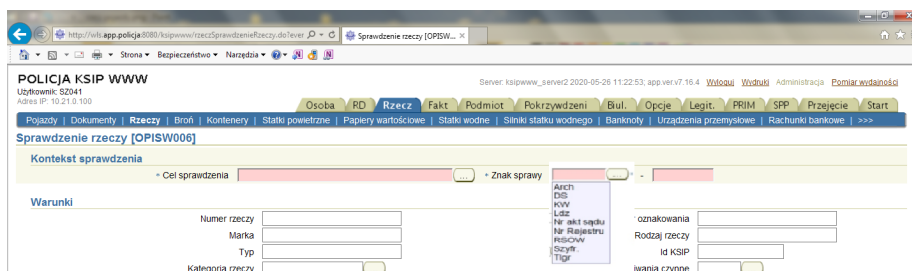 http://wls.app.policja:8080/ksipwww/rzeczSprawdzenieRzeczy.do?ever
Sprawdzenie rzeczy [OPISW...
Strona Bezpieczeństwo Narzędzia
POLICJA KSIP WWW
Server: ksipwww_server2 2020-05-26 11:22:53; app.ver.v7.16.4 Wyloguj Wydruki Administracja Pomiar wydajności
Użytkownik: SZ041
Adres IP: 10.21.0.100
Osoba RD Rzecz Fakt Podmiot Pokrzywdzeni Biul. Opcje Legit. PRIM SPP Przejęcie Start
Pojazdy | Dokumenty | Rzeczy | Broń | Kontenery | Statki powietrzne | Papiery wartościowe | Statki wodne | Silniki statku wodnego | Banknoty | Urządzenia przemysłowe | Rachunki bankowe | >>>
Sprawdzenie rzeczy [OPISW006]
Kontekst sprawdzenia
* Cel sprawdzenia ... * Znak sprawy ... * -
Arch
DS
KW
Ldz
Nr akt sądu
Nr Rejestru
RSOW
Szyfr.
Tlgr
Warunki
Numer rzeczy oznakowania
Marka Rodzaj rzeczy
Typ Id KSIP
Kategoria rzeczy ... czynne ...